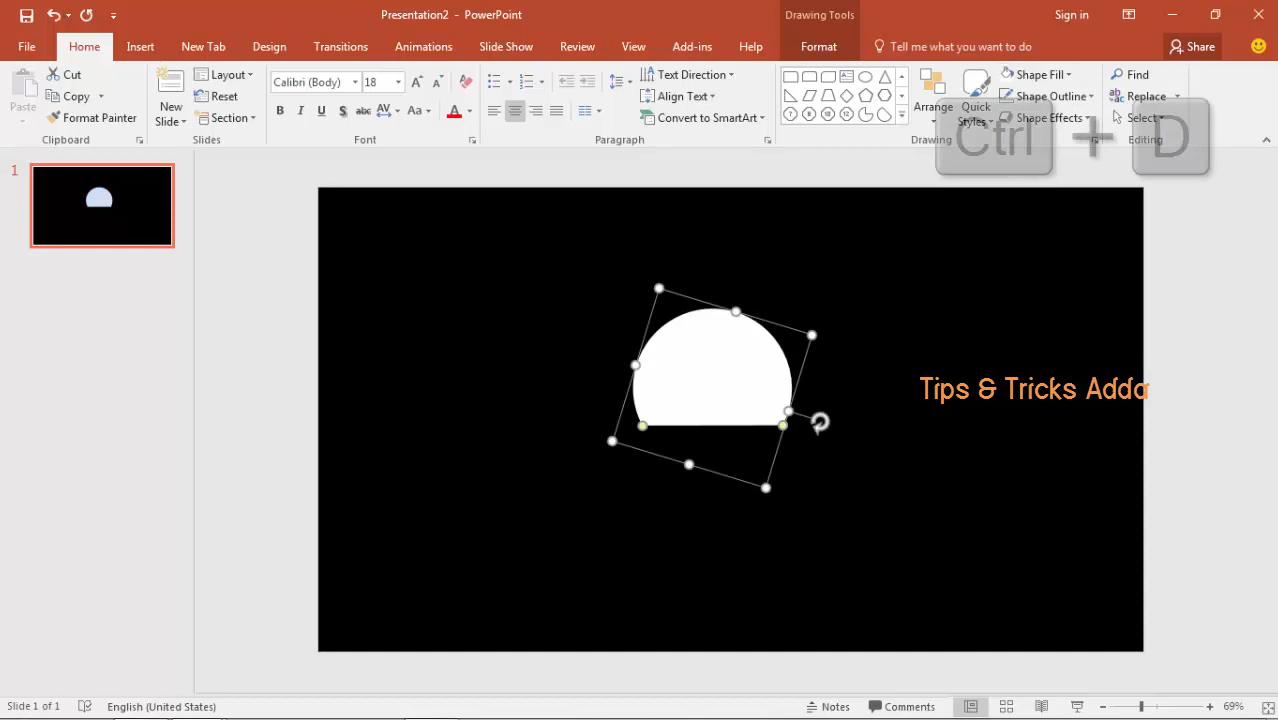 Presentation2 - PowerPoint
Drawing Tools
Sign in
File
Home
Insert
New Tab
Design
Transitions
Animations
Slide Show
Review
View
Add-ins
Help
Format
Tell me what you want to do
Share
Paste
Cut
Copy
Format Painter
Clipboard
New
Slide
Layout
Reset
Section
Slides
Calibri (Body)
18
B I U S abc AV Aa A
Font
Text Direction
Align Text
Convert to SmartArt
Paragraph
Arrange
Quick
Styles
Shape Fill
Shape Outline
Shape Effects
Drawing
Find
Replace
Select
Editing
Ctrl + D
1
Tips & Tricks Adda
Slide 1 of 1
English (United States)
Notes
Comments
69%